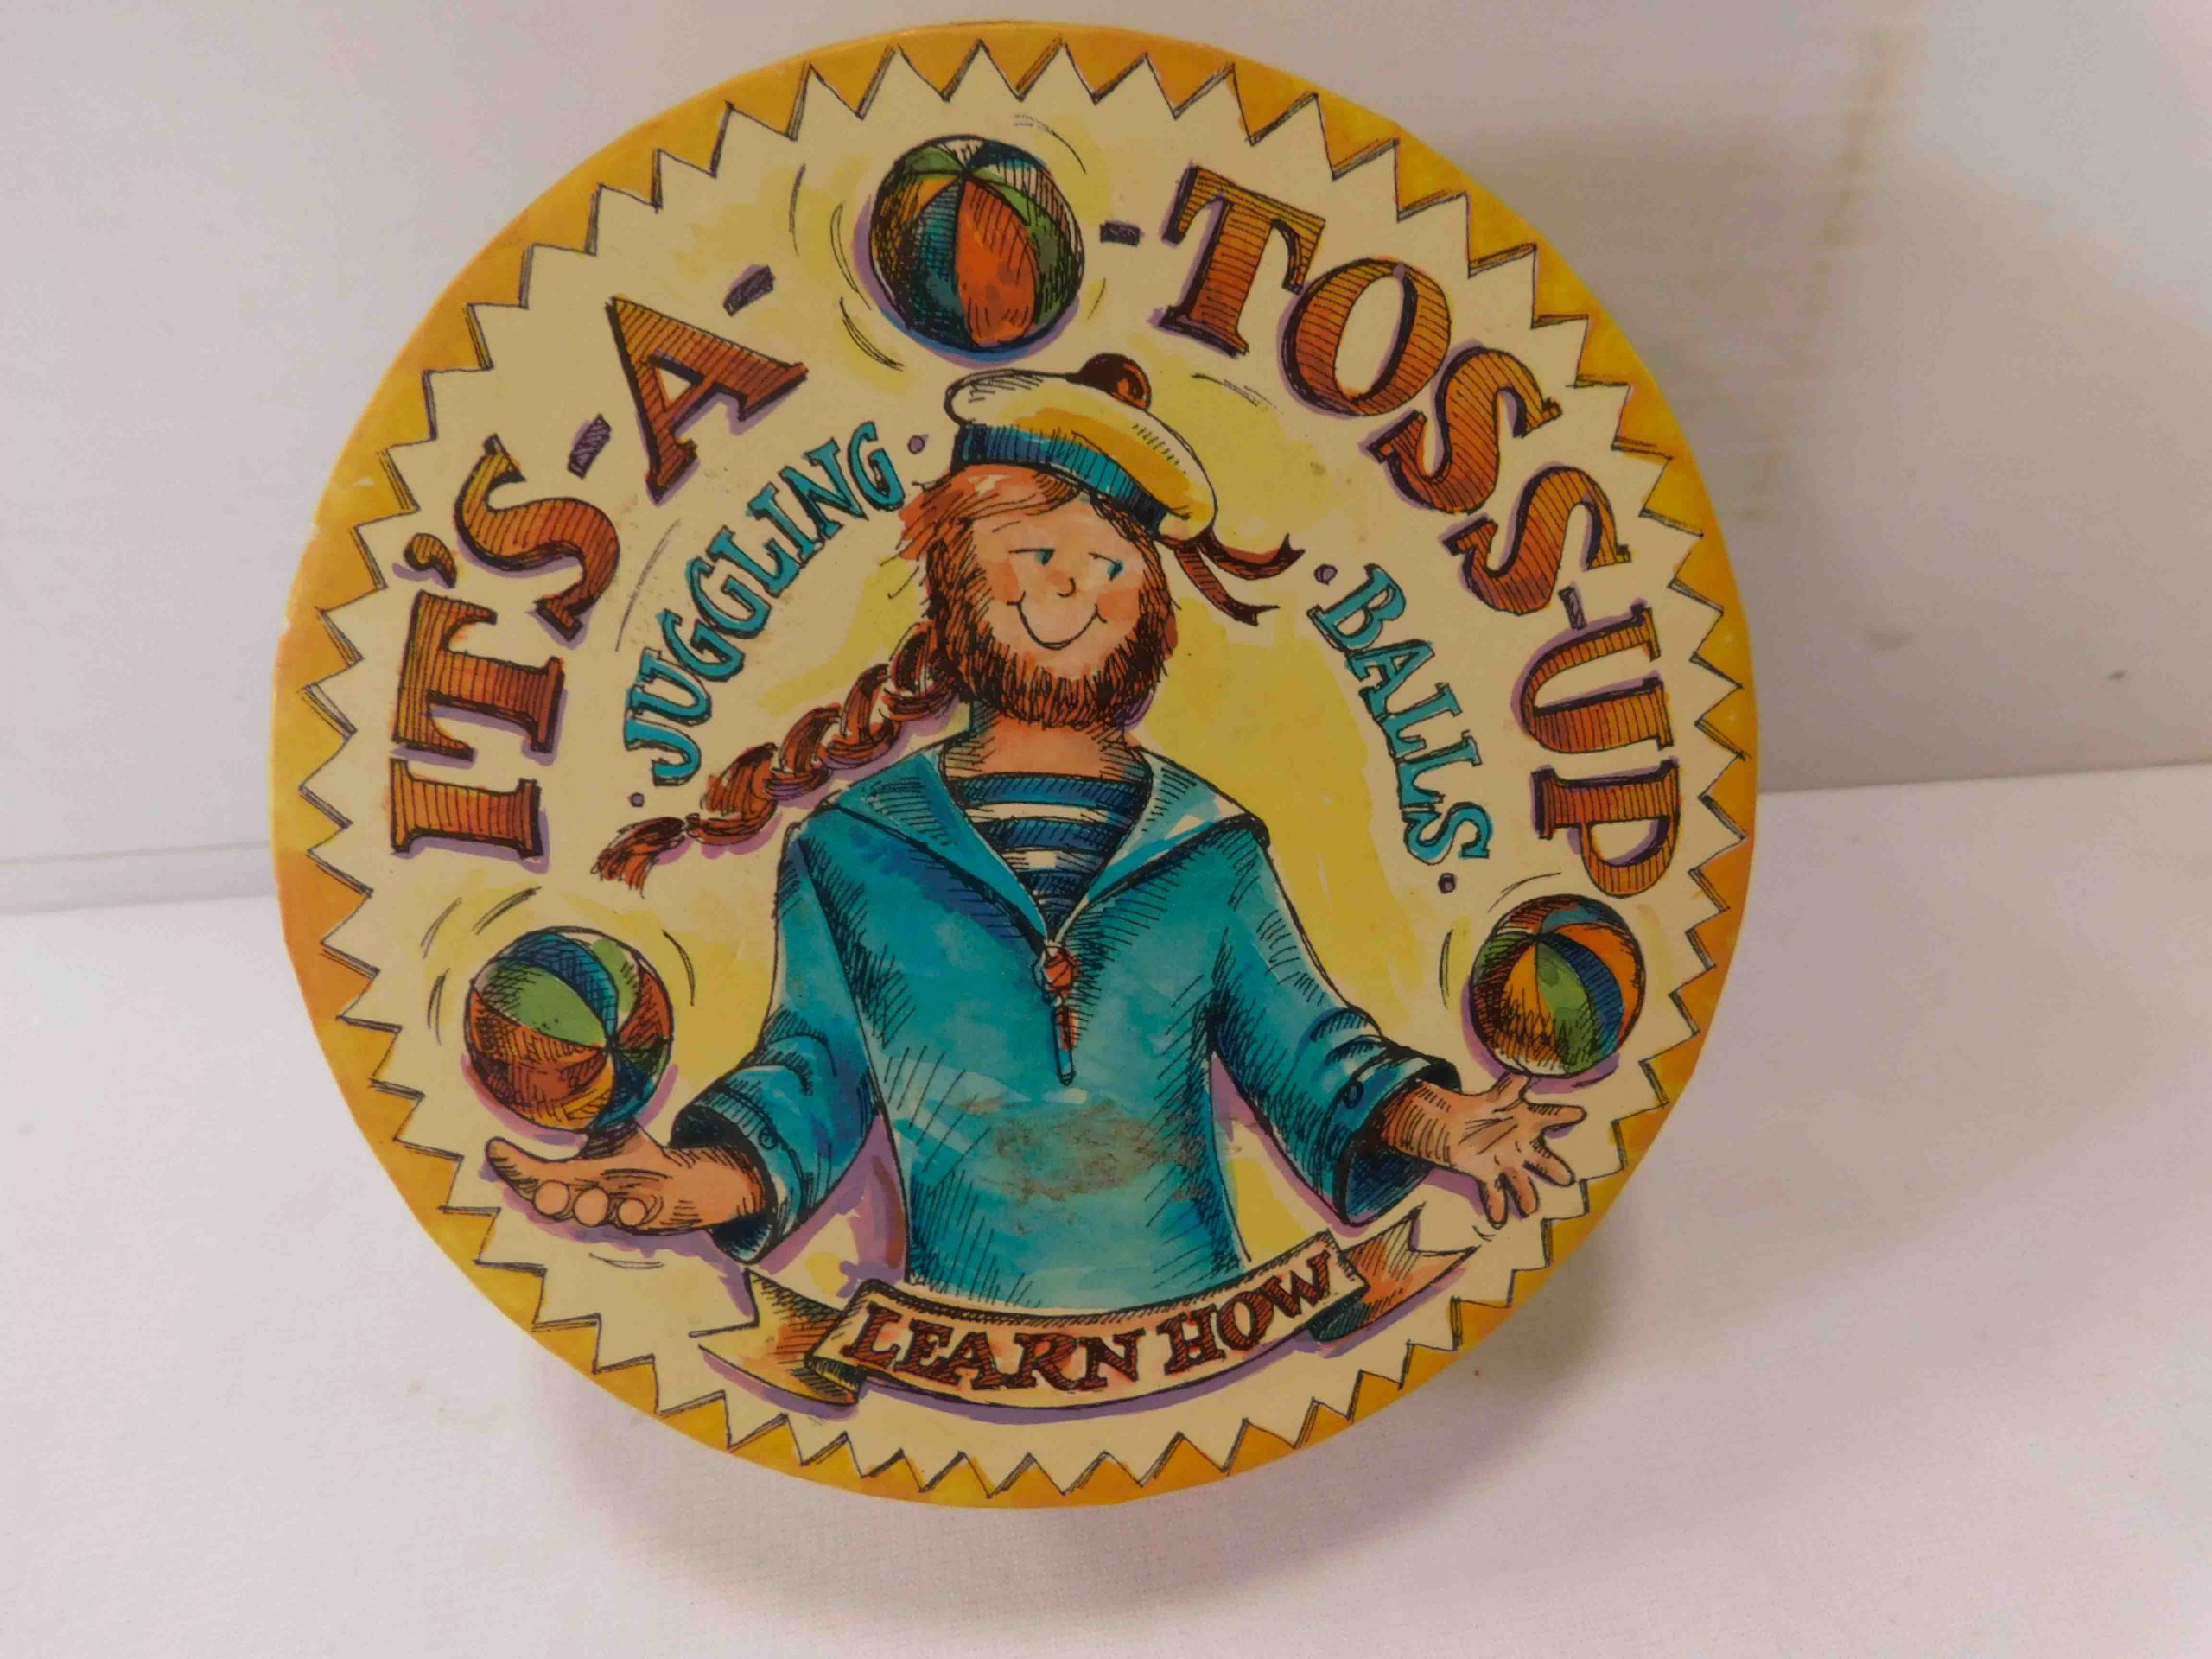 IT'S-A-TOSS-UP
JUGGLING
BALLS
LEARN HOW